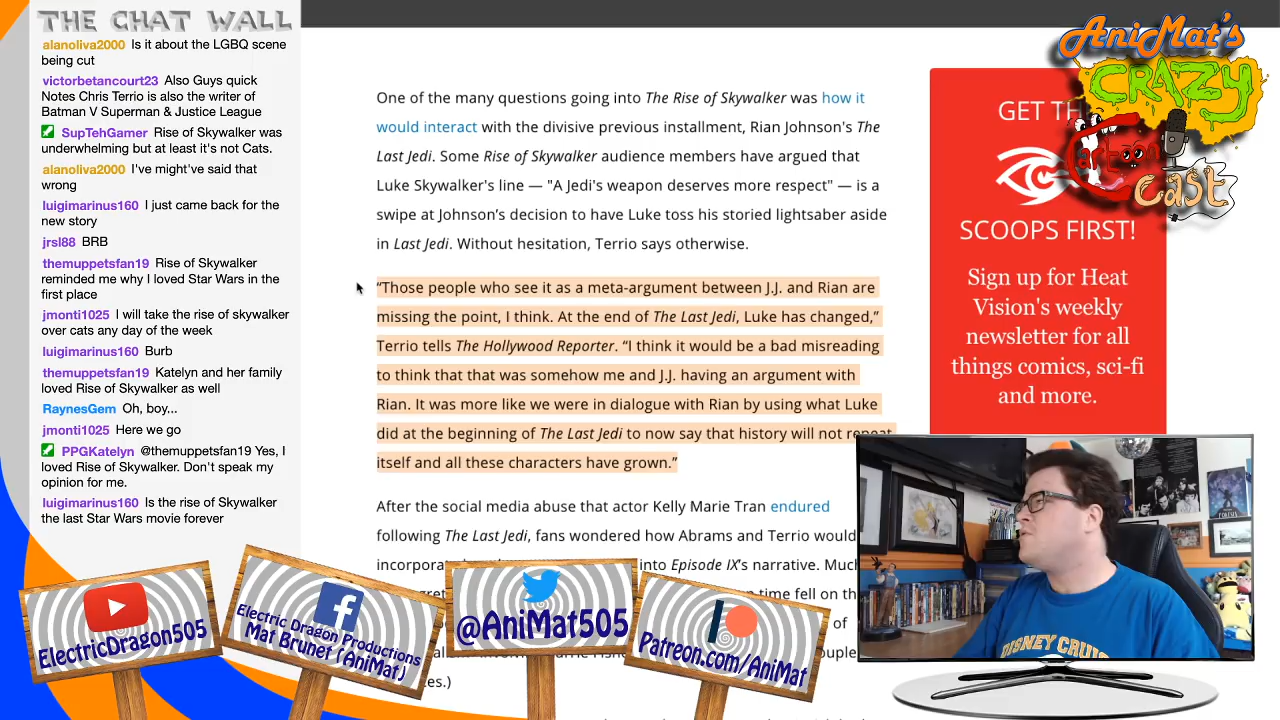 THE CHAT WALL
alanoliva2000 Is it about the LGBQ scene
being cut
victorbetancourt23 Also Guys quick
Notes Chris Terrio is also the writer of
Batman V Superman & Justice League
SupTehGamer Rise of Skywalker was
underwhelming but at least it's not Cats.
alanoliva2000 I've might've said that
wrong
luigimarinus160 I just came back for the
new story
jrsl88 BRB
themuppetsfan19 Rise of Skywalker
reminded me why I loved Star Wars in the
first place
jmonti1025 I will take the rise of skywalker
over cats any day of the week
luigimarinus160 Burb
themuppetsfan19 Katelyn and her family
loved Rise of Skywalker as well
RaynesGem Oh, boy...
jmonti1025 Here we go
PPGKatelyn @themuppetsfan19 Yes, I
loved Rise of Skywalker. Don't speak my
opinion for me.
luigimarinus160 Is the rise of Skywalker
the last Star Wars movie forever
One of the many questions going into The Rise of Skywalker was how it
would interact with the divisive previous installment, Rian Johnson's The
Last Jedi. Some Rise of Skywalker audience members have argued that
Luke Skywalker's line — "A Jedi's weapon deserves more respect" — is a
swipe at Johnson's decision to have Luke toss his storied lightsaber aside
in Last Jedi. Without hesitation, Terrio says otherwise.
“Those people who see it as a meta-argument between J.J. and Rian are
missing the point, I think. At the end of The Last Jedi, Luke has changed,”
Terrio tells The Hollywood Reporter. “I think it would be a bad misreading
to think that that was somehow me and J.J. having an argument with
Rian. It was more like we were in dialogue with Rian by using what Luke
did at the beginning of The Last Jedi to now say that history will not repeat
itself and all these characters have grown.”
After the social media abuse that actor Kelly Marie Tran endured
following The Last Jedi, fans wondered how Abrams and Terrio would
into Episode IX's narrative.
time fell on
of
AniMat's
CRAZY
Cartoon
Cast
GET
SCOOPS FIRST!
Sign up for Heat
Vision's weekly
newsletter for all
things comics, sci-fi
and more.
DISNEY
ElectricDragon505
Electric Dragon Productions
Mat Brunet (AniMat)
@AniMat505
Patreon.com/AniMat